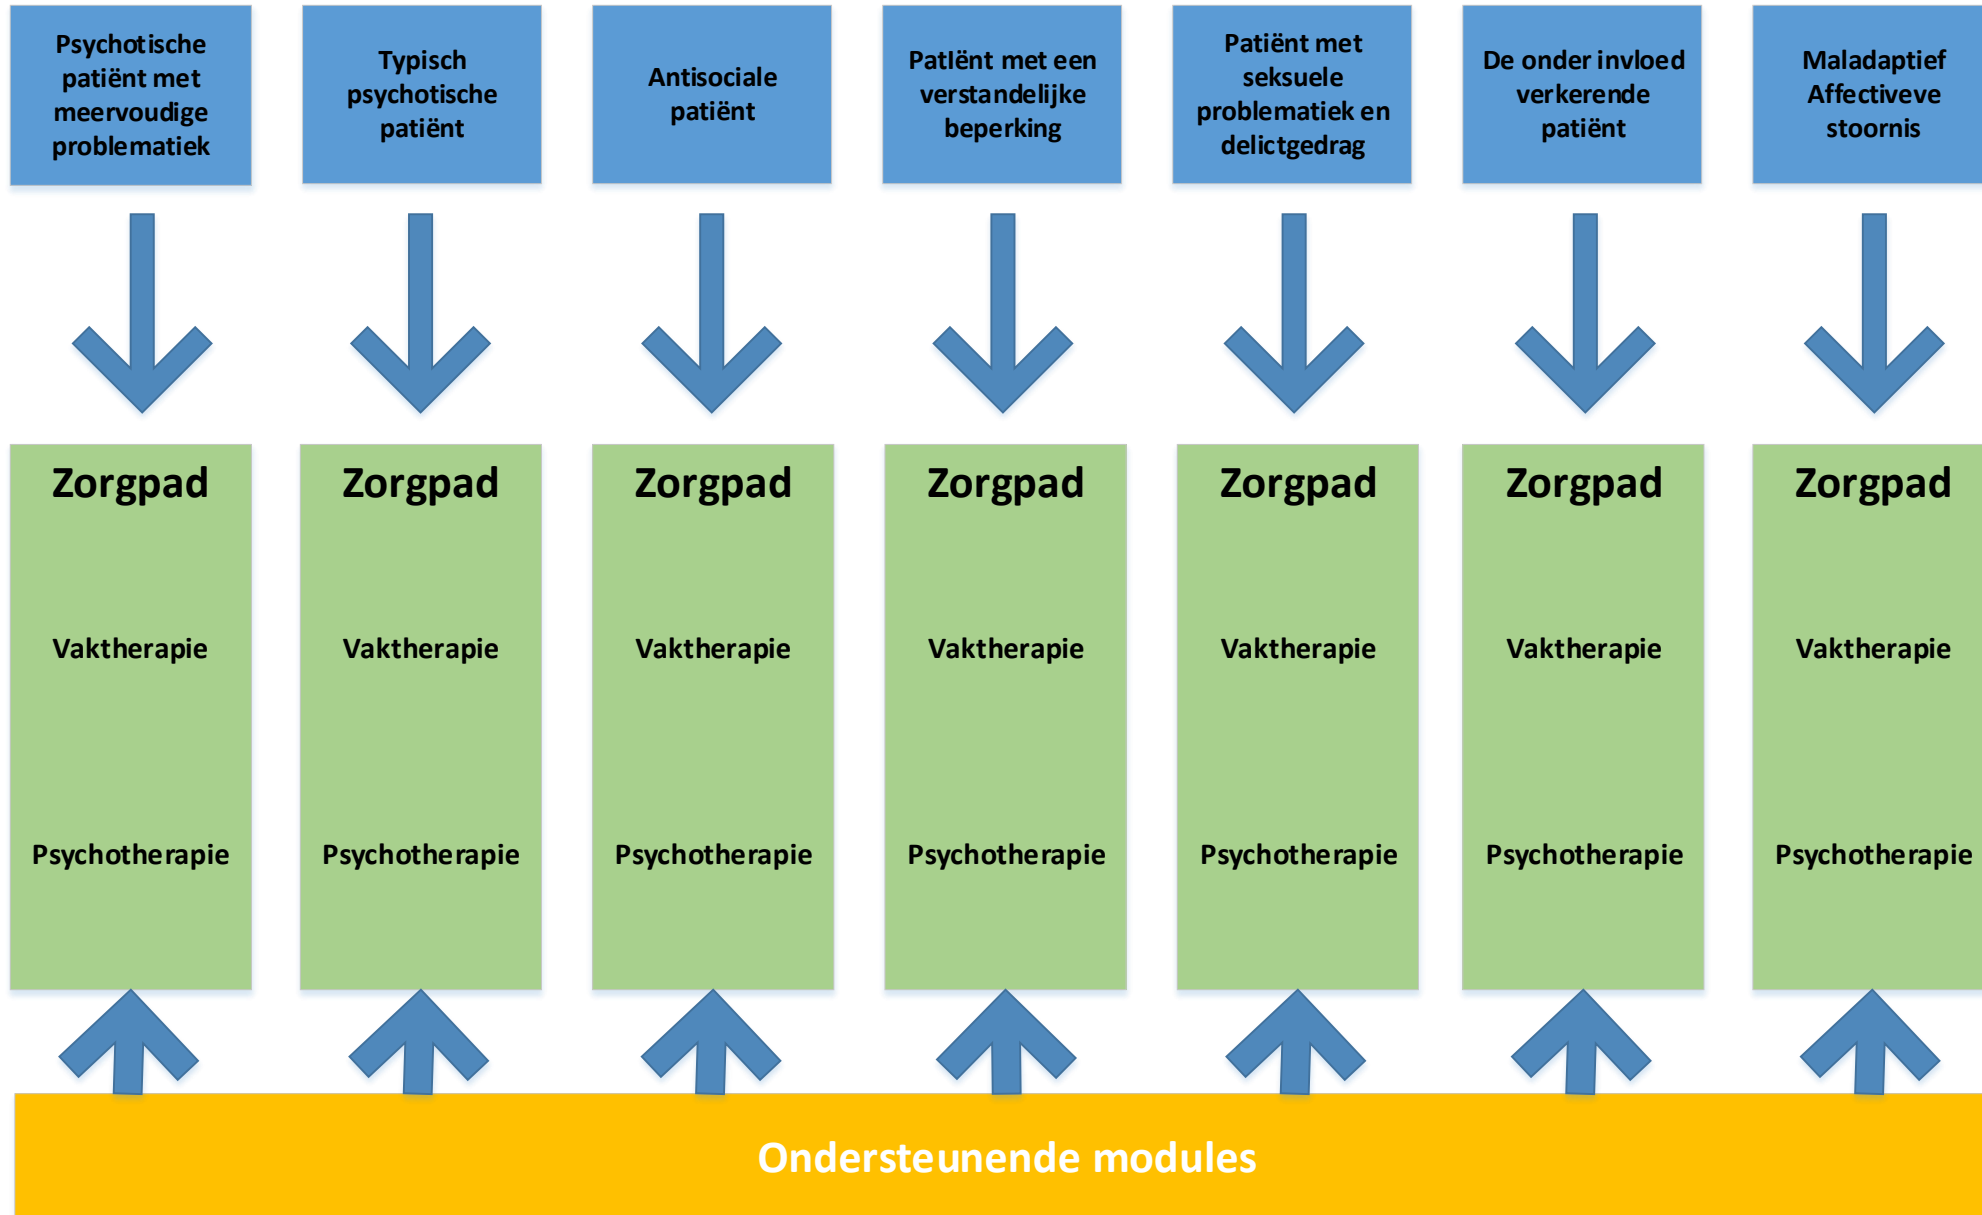 Psychotische
patiënt met
meervoudige
problematiek
Typisch
psychotische
patiënt
Antisociale
patiënt
PatIënt met een
verstandelijke
beperking
Patiënt met
seksuele
problematiek en
delictgedrag
De onder invloed
verkerende
patiënt
Maladaptief
Affectiveve
stoornis
Zorgpad
Vaktherapie
Psychotherapie
Zorgpad
Vaktherapie
Psychotherapie
Zorgpad
Vaktherapie
Psychotherapie
Zorgpad
Vaktherapie
Psychotherapie
Zorgpad
Vaktherapie
Psychotherapie
Zorgpad
Vaktherapie
Psychotherapie
Zorgpad
Vaktherapie
Psychotherapie
Ondersteunende modules